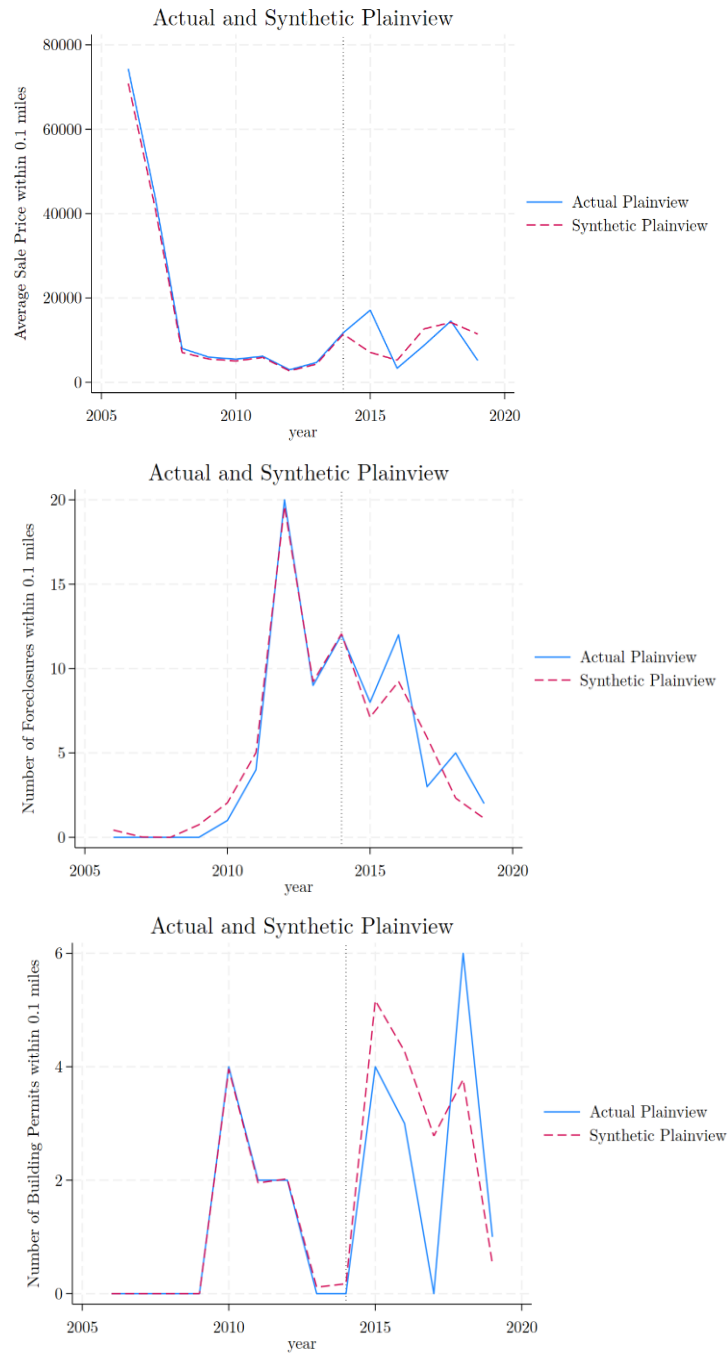 Actual and Synthetic Plainview
Average Sale Price within 0.1 miles
80000
60000
40000
20000
0
2005
2010
2015
2020
year
Actual Plainview
Synthetic Plainview
Actual and Synthetic Plainview
Number of Foreclosures within 0.1 miles
20
15
10
5
0
2005
2010
2015
2020
year
Actual Plainview
Synthetic Plainview
Actual and Synthetic Plainview
Number of Building Permits within 0.1 miles
6
4
2
0
2005
2010
2015
2020
year
Actual Plainview
Synthetic Plainview